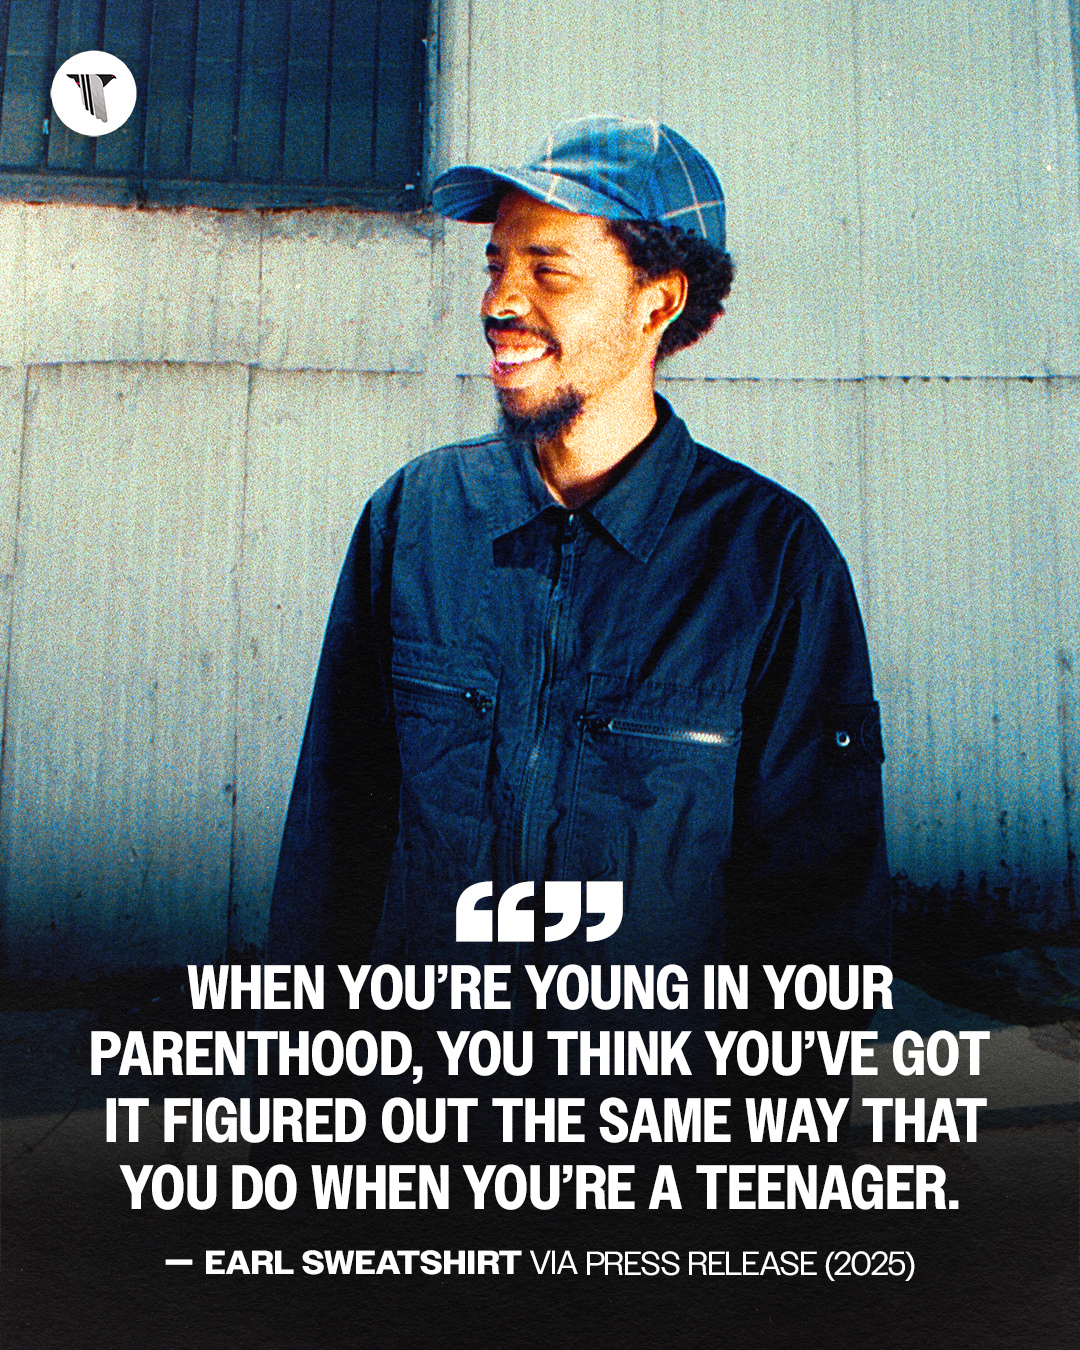 WHEN YOU’RE YOUNG IN YOUR
PARENTHOOD, YOU THINK YOU’VE GOT
IT FIGURED OUT THE SAME WAY THAT
YOU DO WHEN YOU’RE A TEENAGER.
— EARL SWEATSHIRT VIA PRESS RELEASE (2025)